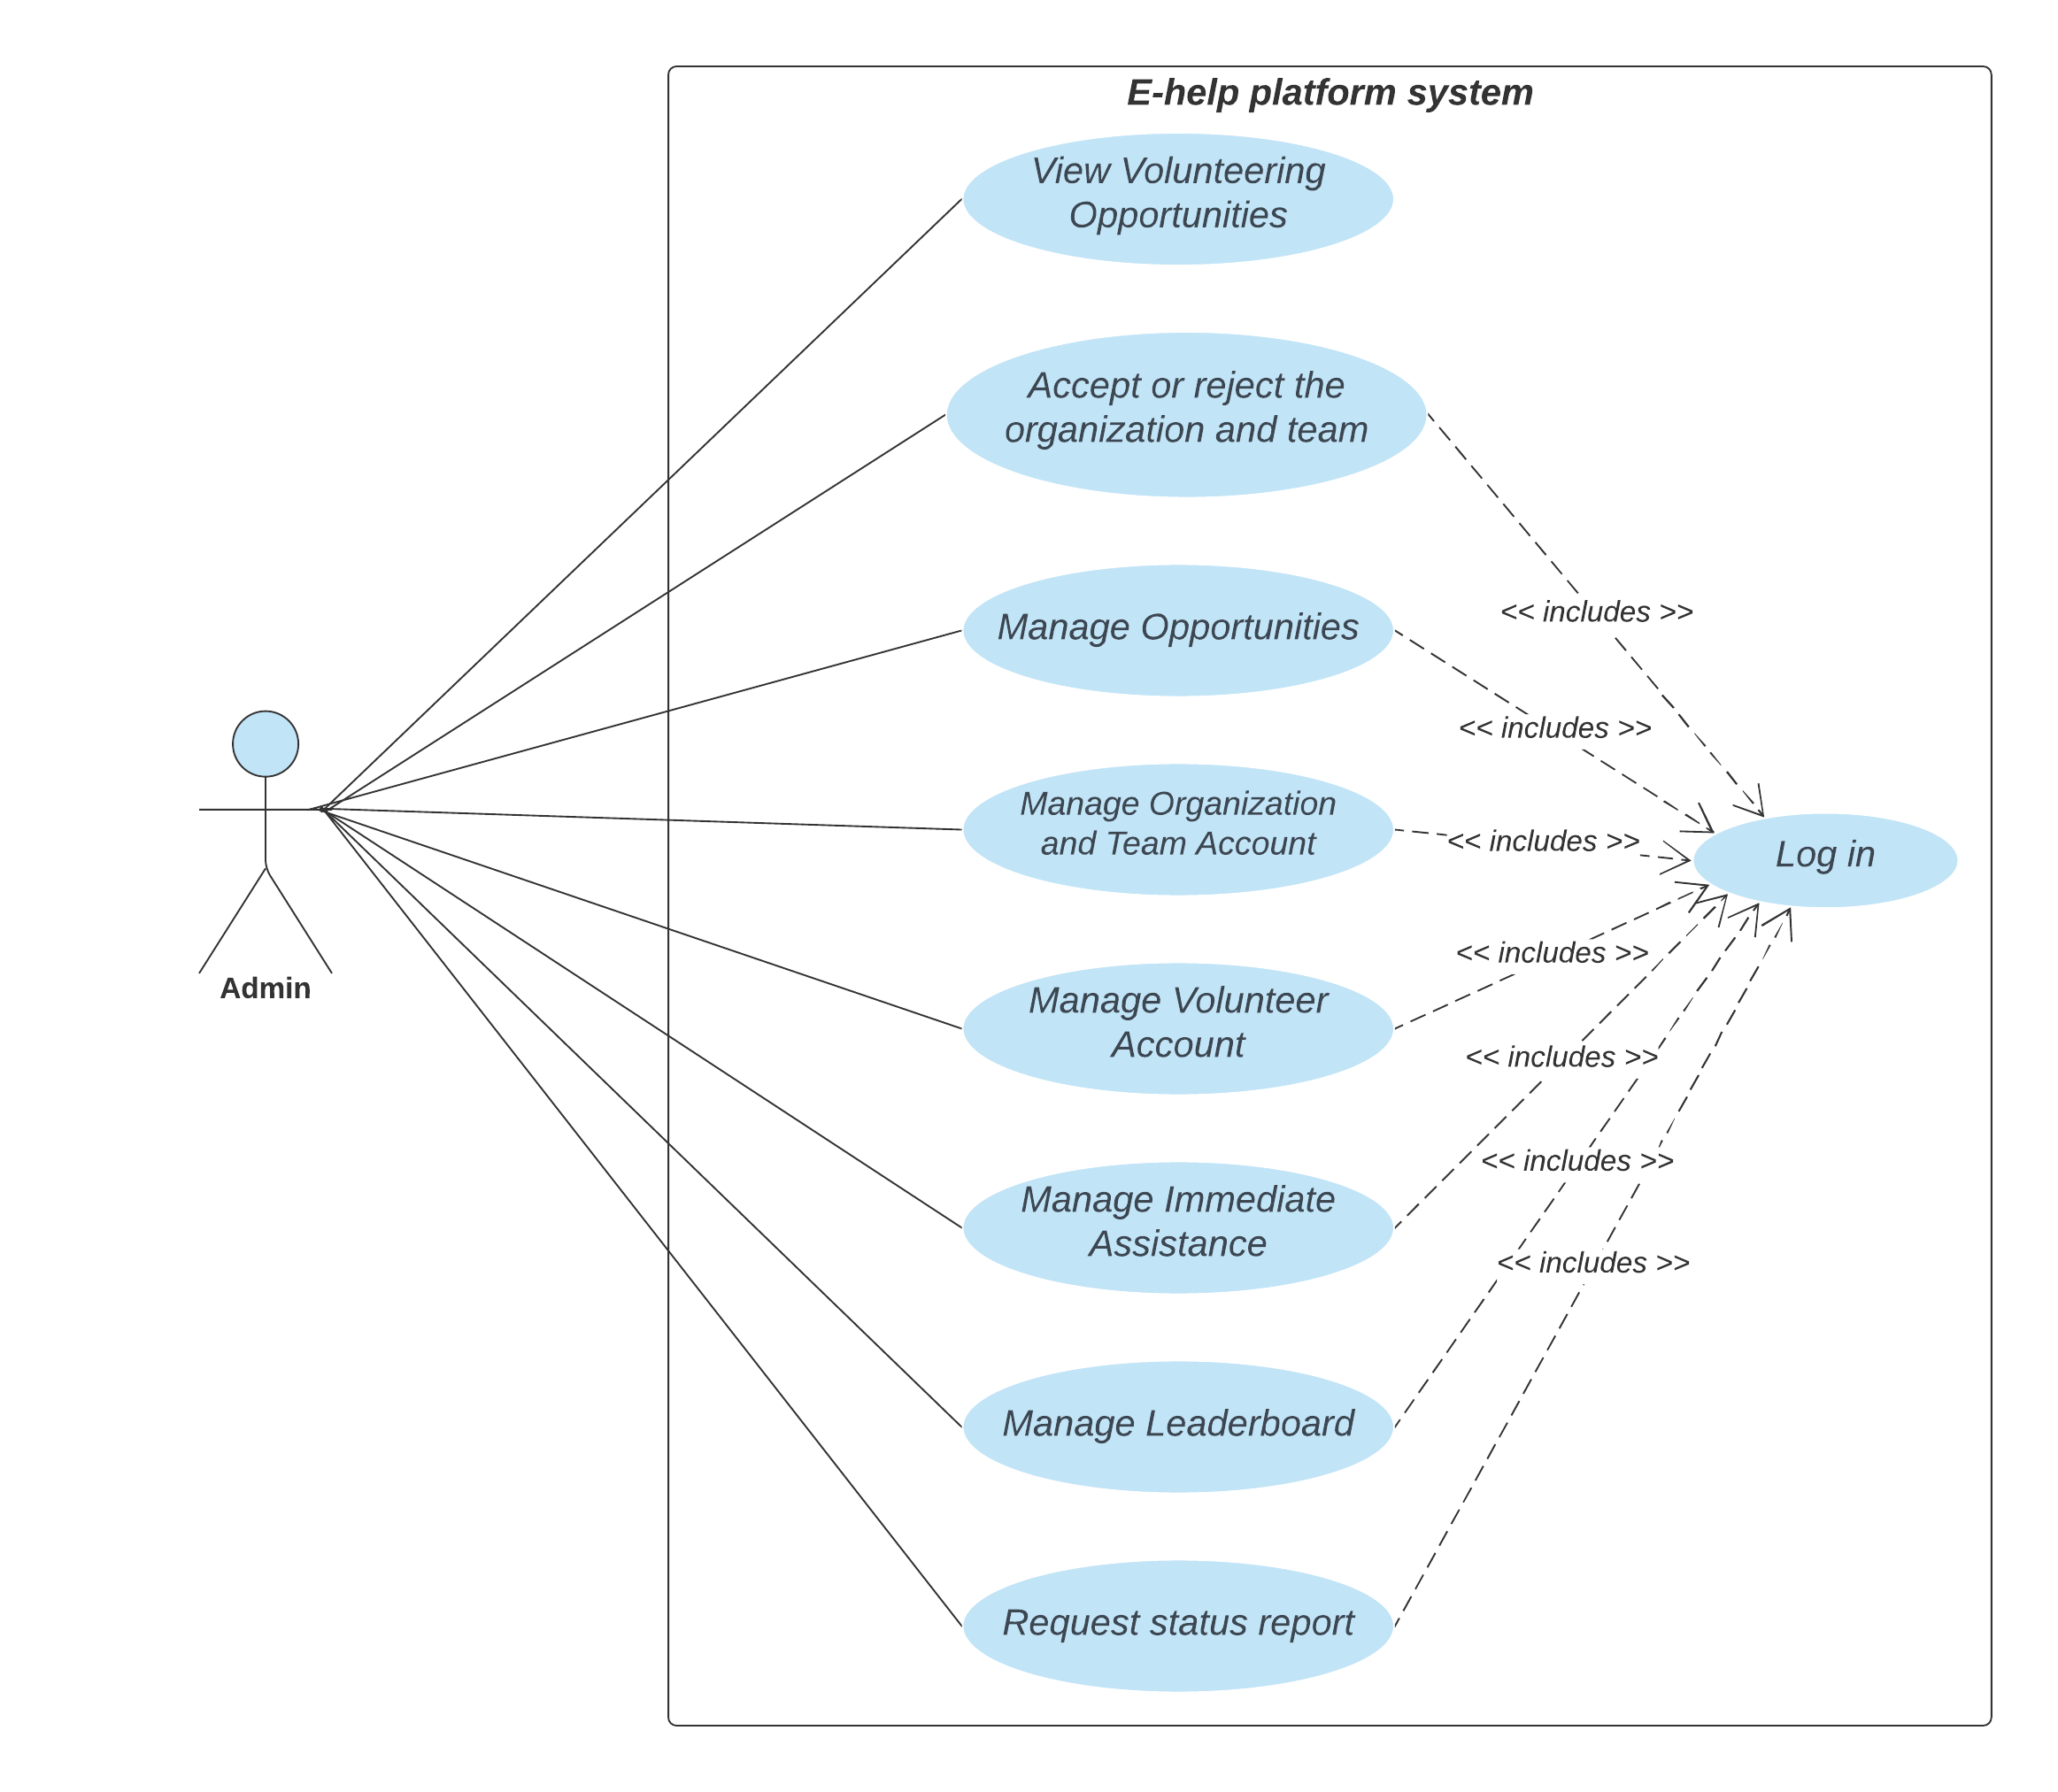 E-help platform system
View Volunteering
Opportunities
Accept or reject the
organization and team
<< includes >>
Manage Opportunities
<< includes >>
Manage Organization
and Team Account
<< includes >>
Log in
Admin
<< includes >>
Manage Volunteer
Account
<< includes >>
<< includes >>
Manage Immediate
Assistance
<< includes >>
Manage Leaderboard
Request status report